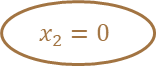 x₂ = 0